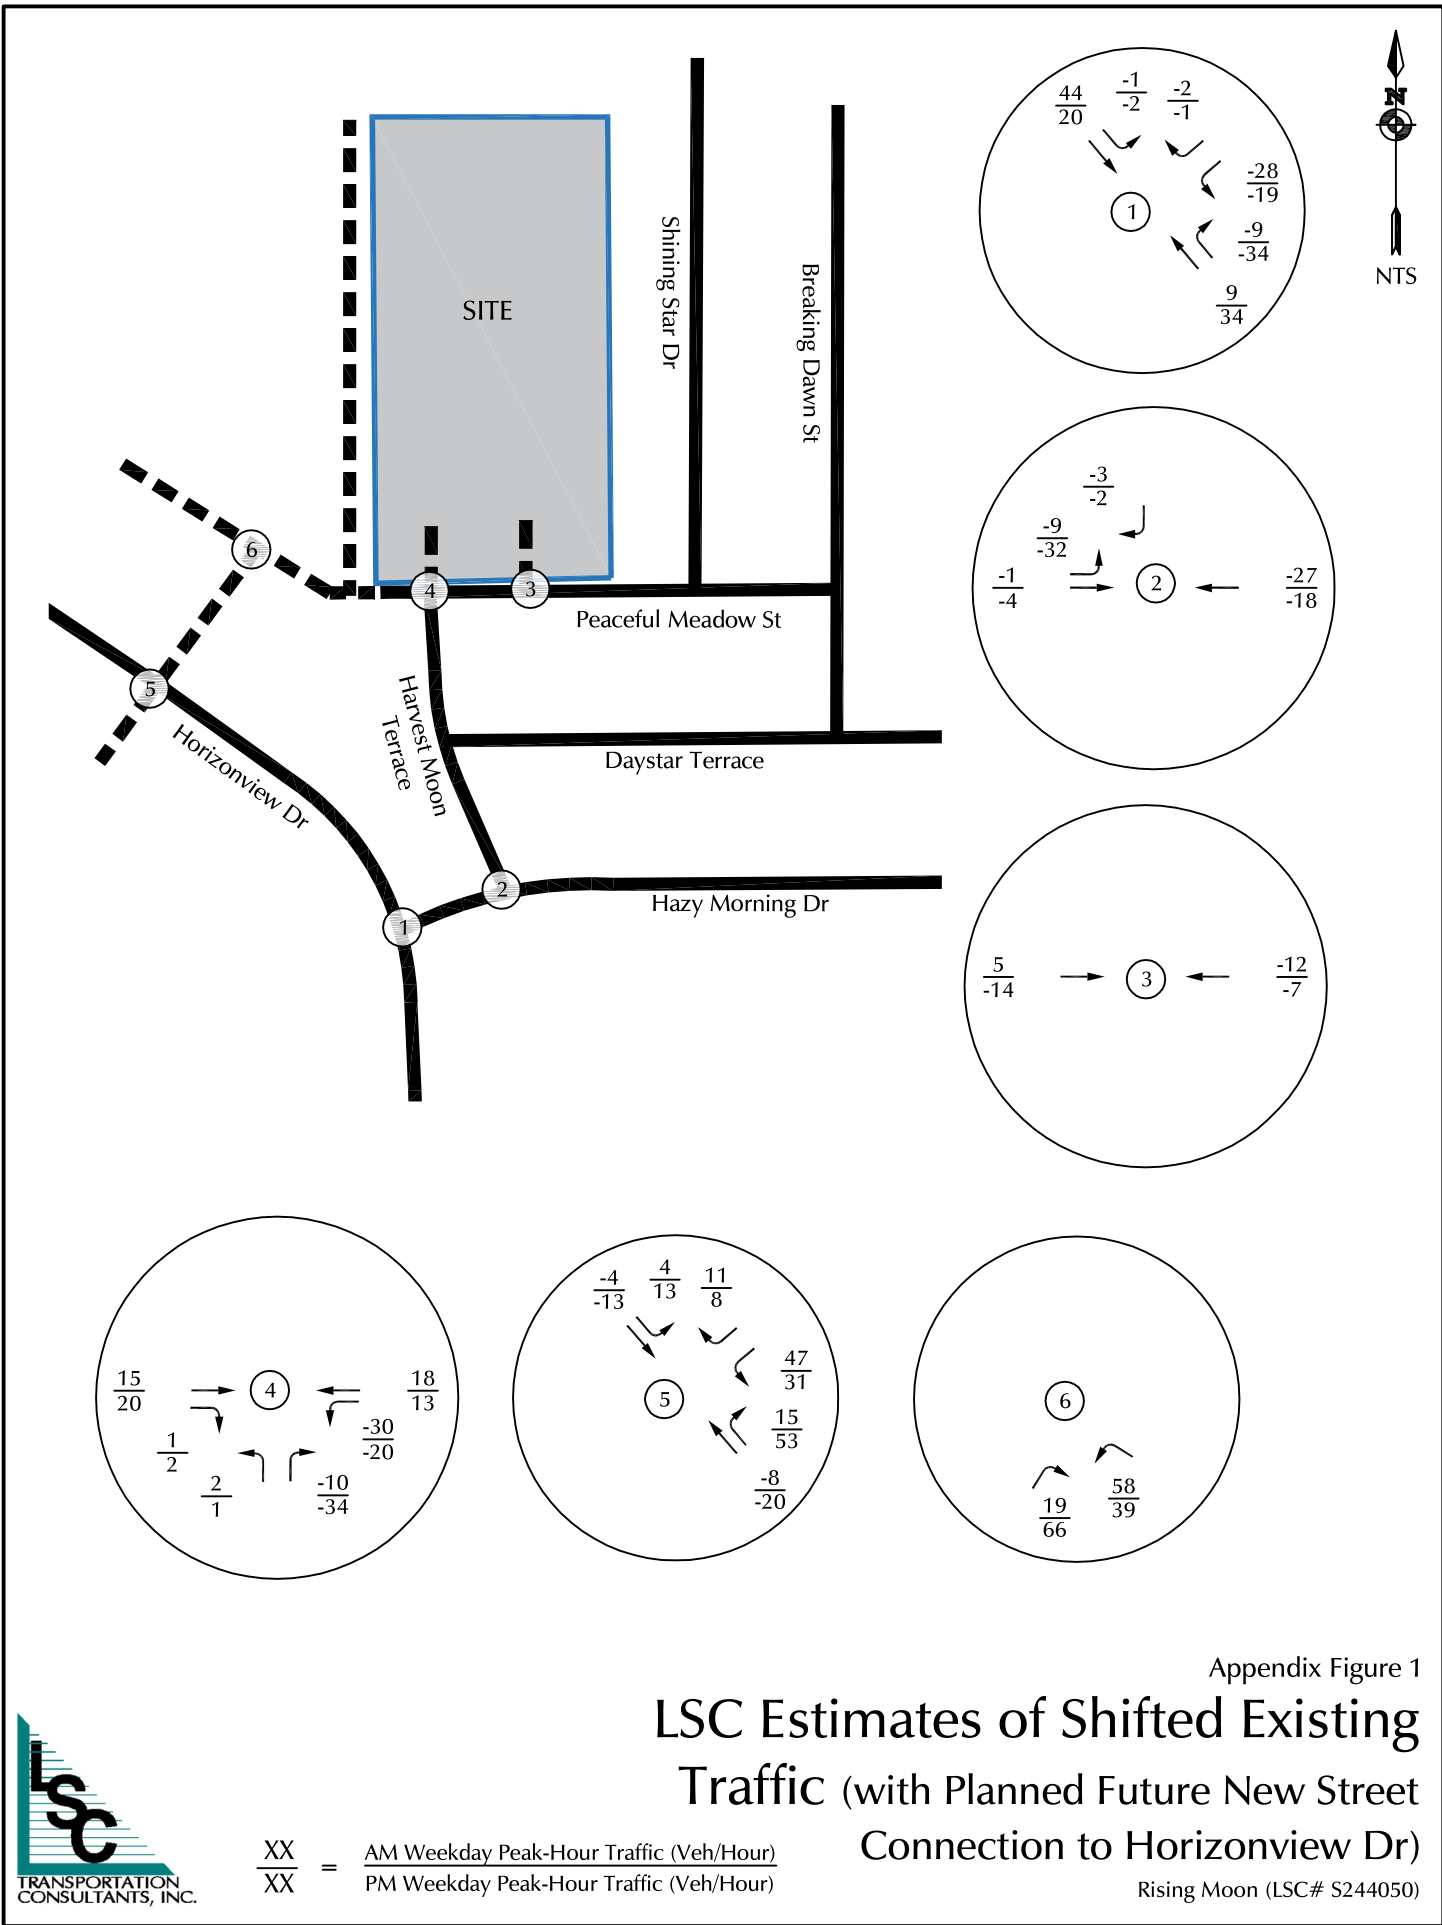 N
NTS
44
20
-1
-2
-2
-1
-28
-19
-9
-34
9
34
1
SITE
Shining Star Dr
Breaking Dawn St
-3
-2
-9
-32
-1
-4
2
-27
-18
6
5
4
3
Peaceful Meadow St
Harvest Moon
Terrace
Horizonview Dr
Daystar Terrace
2
1
Hazy Morning Dr
5
-14
3
-12
-7
15
20
4
18
13
1
2
2
1
-30
-20
-10
-34
-4
-13
4
13
11
8
5
47
31
15
53
-8
-20
6
19
66
58
39
Appendix Figure 1
LSC Estimates of Shifted Existing
Traffic (with Planned Future New Street
Connection to Horizonview Dr)
Rising Moon (LSC# S244050)
LSC
TRANSPORTATION
CONSULTANTS, INC.
XX
XX
=
AM Weekday Peak-Hour Traffic (Veh/Hour)
PM Weekday Peak-Hour Traffic (Veh/Hour)